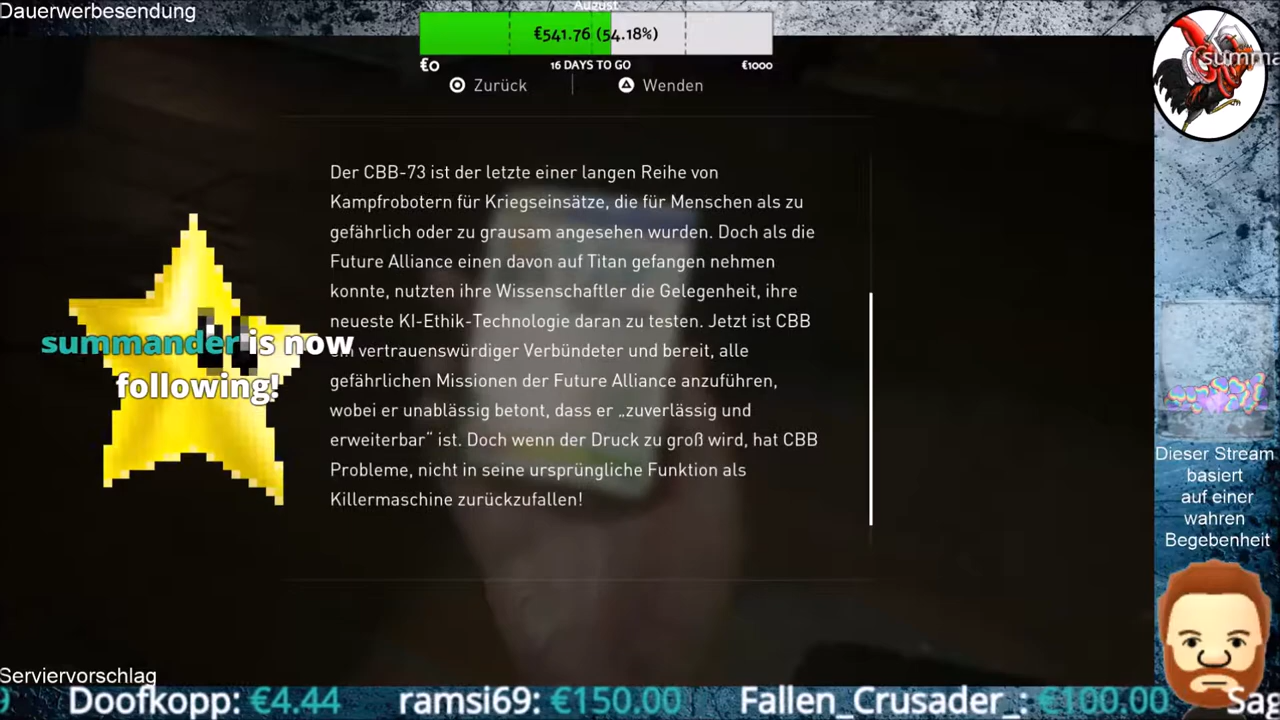 Dauerwerbesendung
August
€541.76 (54.18%)
€0
16 DAYS TO GO
€1000
Zurück
Wenden
summa
Der CBB-73 ist der letzte einer langen Reihe von
Kampfrobotern für Kriegseinsätze, die für Menschen als zu
gefährlich oder zu grausam angesehen wurden. Doch als die
Future Alliance einen davon auf Titan gefangen nehmen
konnte, nutzten ihre Wissenschaftler die Gelegenheit, ihre
neueste KI-Ethik-Technologie daran zu testen. Jetzt ist CBB
vertrauenswürdiger Verbündeter und bereit, alle
gefährlichen Missionen der Future Alliance anzuführen,
wobei er unablässig betont, dass er „zuverlässig und
erweiterbar“ ist. Doch wenn der Druck zu groß wird, hat CBB
Probleme, nicht in seine ursprüngliche Funktion als
Killermaschine zurückzufallen!
summander is now
following!
Dieser Stream
basiert
auf einer
wahren
Begebenheit
Serviervorschlag
9 Doofkopp: €4.44 ramsi69: €150.00 Fallen_Crusader_: €100.00 Sag